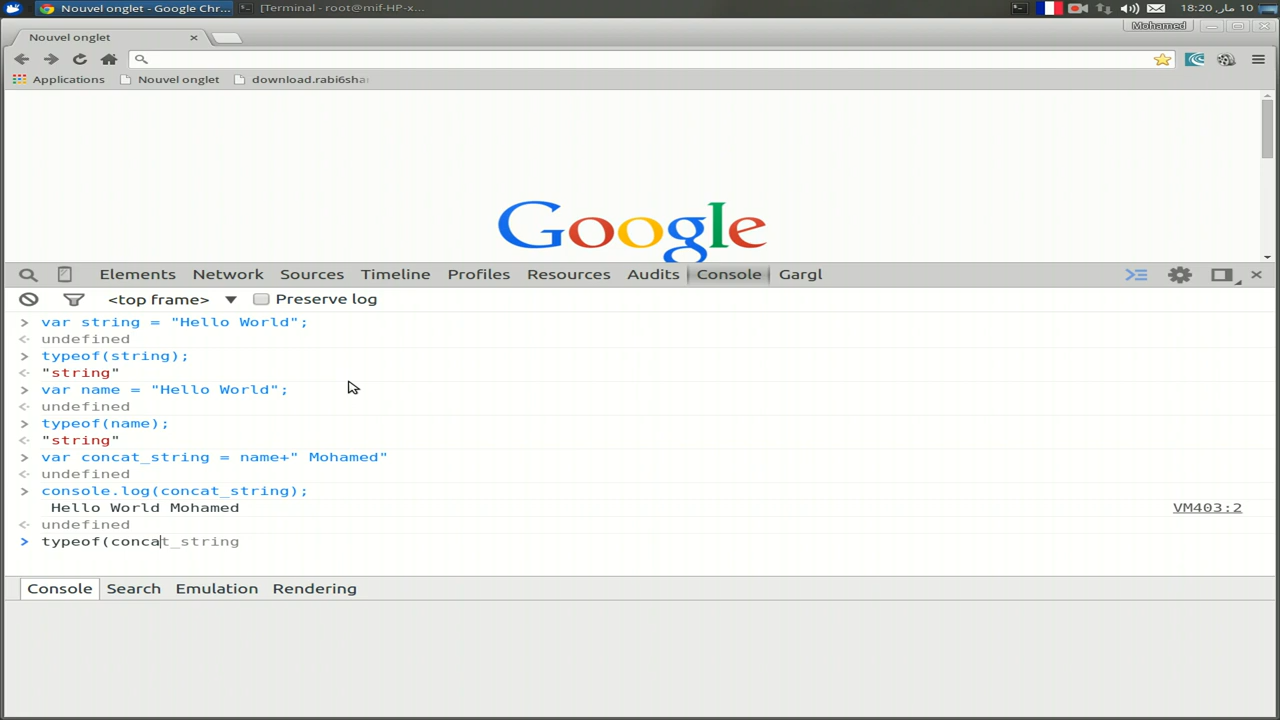 Nouvel onglet - Google Chr...
[Terminal - root@mif-HP-x...
10 مار, 18:20
Nouvel onglet
Mohamed
Applications
Nouvel onglet
download.rabi6sha
Google
Elements Network Sources Timeline Profiles Resources Audits Console Gargl
<top frame> ▼ Preserve log
> var string = "Hello World";
<· undefined
> typeof(string);
<· "string"
> var name = "Hello World";
<· undefined
> typeof(name);
<· "string"
> var concat_string = name+" Mohamed"
<· undefined
> console.log(concat_string);
Hello World Mohamed VM403:2
<· undefined
> typeof(concat_string
Console Search Emulation Rendering